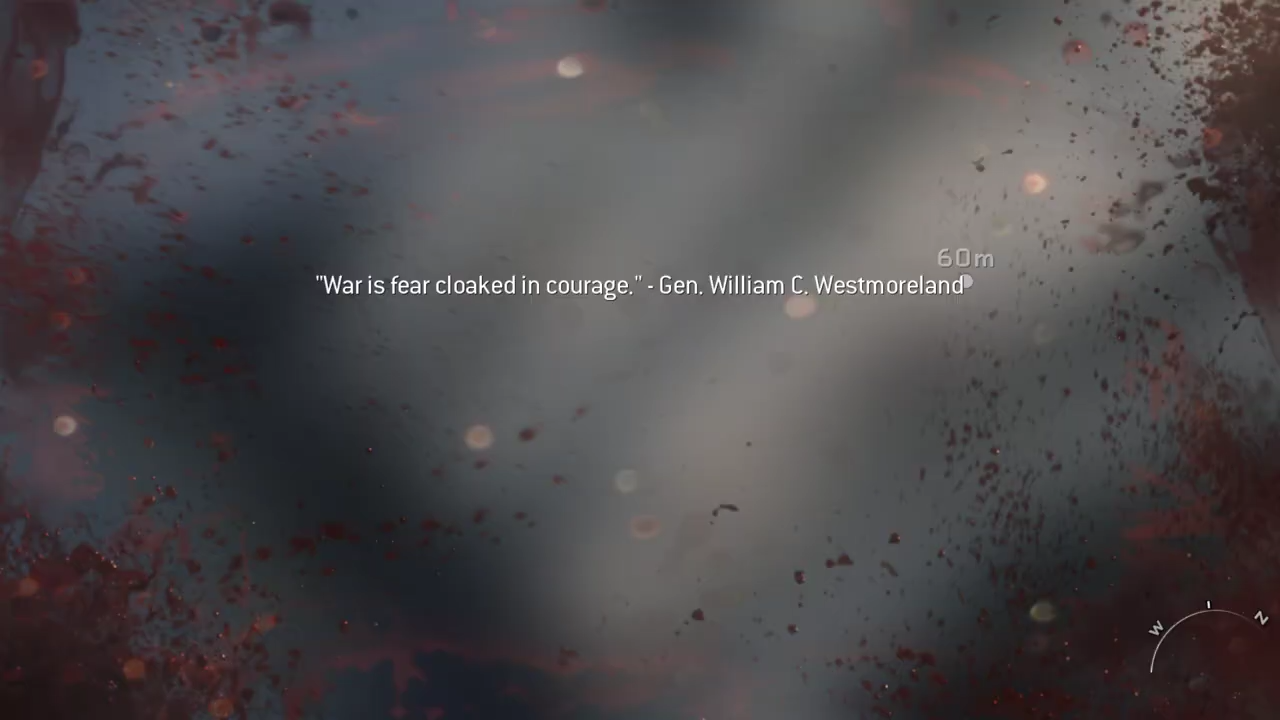 60m
"War is fear cloaked in courage." - Gen. William C. Westmoreland
W
N